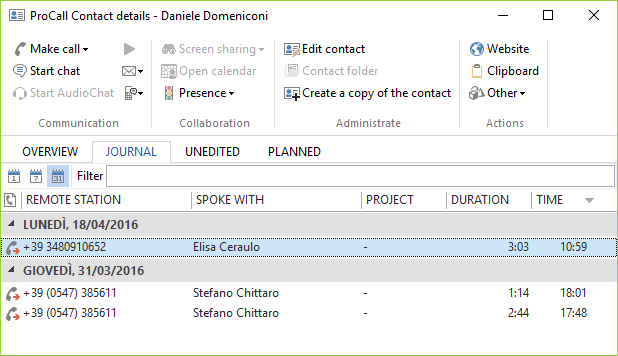 ProCall Contact details - Daniele Domeniconi
Make call Screen sharing Edit contact Website
Start chat Open calendar Contact folder Clipboard
Start AudioChat Presence Create a copy of the contact Other
Communication Collaboration Administrate Actions
OVERVIEW JOURNAL UNEDITED PLANNED
1 7 31 Filter
REMOTE STATION SPOKE WITH PROJECT DURATION TIME
LUNEDÌ, 18/04/2016
+39 3480910652 Elisa Ceraulo - 3:03 10:59
GIOVEDÌ, 31/03/2016
+39 (0547) 385611 Stefano Chittaro - 1:14 18:01
+39 (0547) 385611 Stefano Chittaro - 2:44 17:48